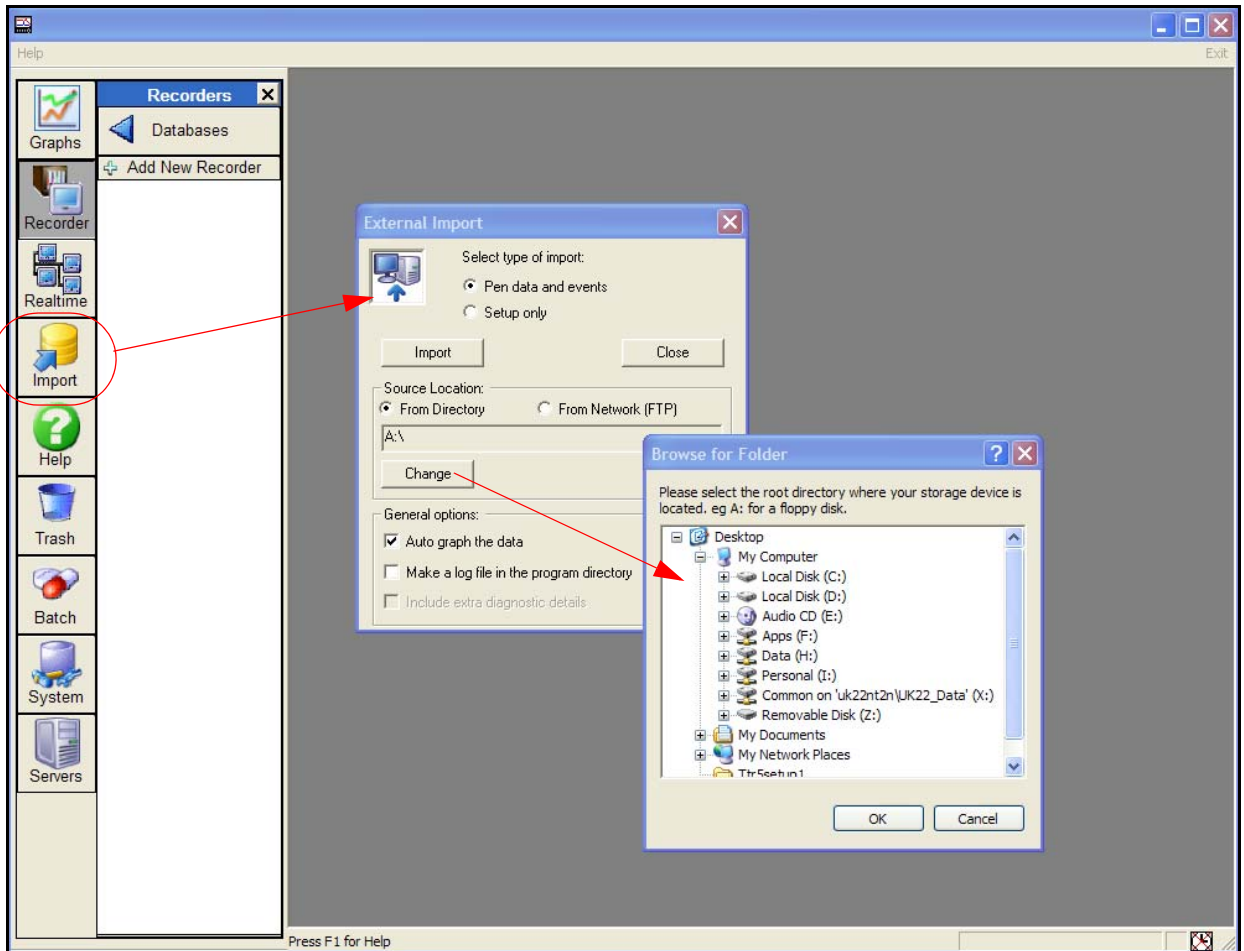 Help
Exit
Graphs
Recorder
Realtime
Import
Help
Trash
Batch
System
Servers
Recorders
Databases
Add New Recorder
External Import
Select type of import:
Pen data and events
Setup only
Import
Close
Source Location:
From Directory
From Network (FTP)
A:\
Change
General options:
Auto graph the data
Make a log file in the program directory
Include extra diagnostic details
Browse for Folder
Please select the root directory where your storage device is
located. eg A: for a floppy disk.
Desktop
My Computer
Local Disk (C:)
Local Disk (D:)
Audio CD (E:)
Apps (F:)
Data (H:)
Personal (I:)
Common on 'uk22nt2n\UK22_Data' (X:)
Removable Disk (Z:)
My Documents
My Network Places
Ttr5setup1
OK
Cancel
Press F1 for Help